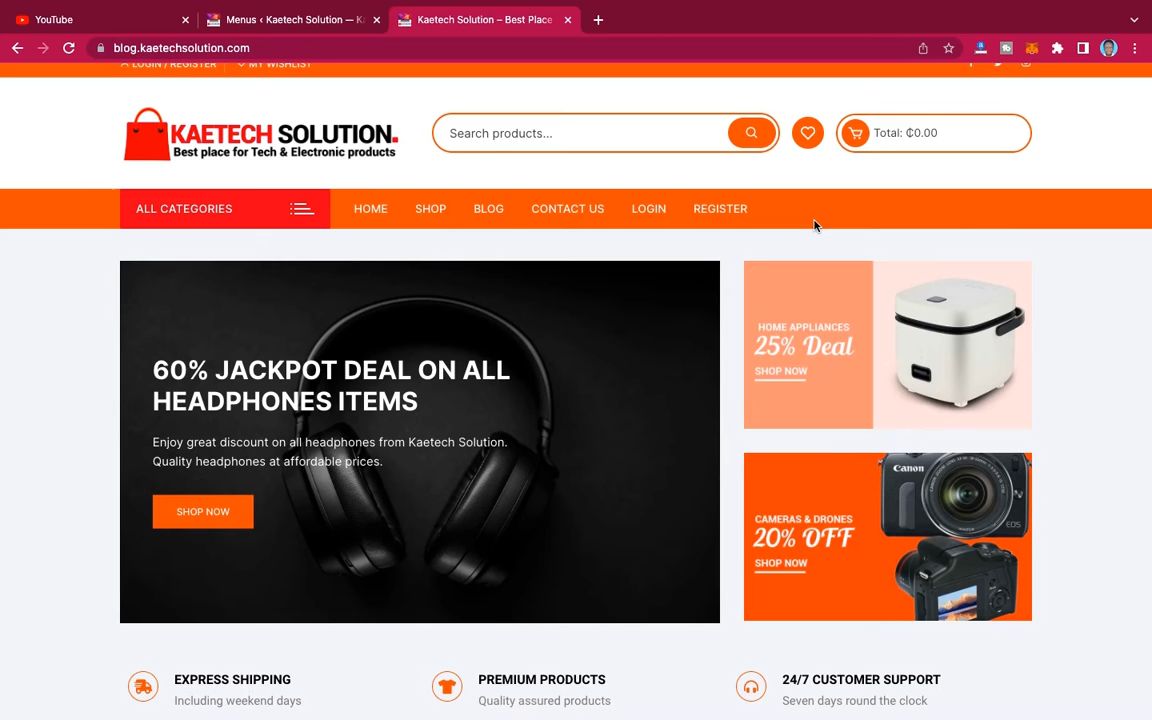 YouTube
Menus ‹ Kaetech Solution — K
Kaetech Solution – Best Place
blog.kaetechsolution.com
LOGIN / REGISTER
MY WISHLIST
KAETECH SOLUTION.
Best place for Tech & Electronic products
Search products...
Total: ₵0.00
ALL CATEGORIES
HOME
SHOP
BLOG
CONTACT US
LOGIN
REGISTER
60% JACKPOT DEAL ON ALL
HEADPHONES ITEMS
Enjoy great discount on all headphones from Kaetech Solution.
Quality headphones at affordable prices.
SHOP NOW
HOME APPLIANCES
25% Deal
SHOP NOW
Canon
EOS
CAMERAS & DRONES
20% OFF
SHOP NOW
EXPRESS SHIPPING
Including weekend days
PREMIUM PRODUCTS
Quality assured products
24/7 CUSTOMER SUPPORT
Seven days round the clock